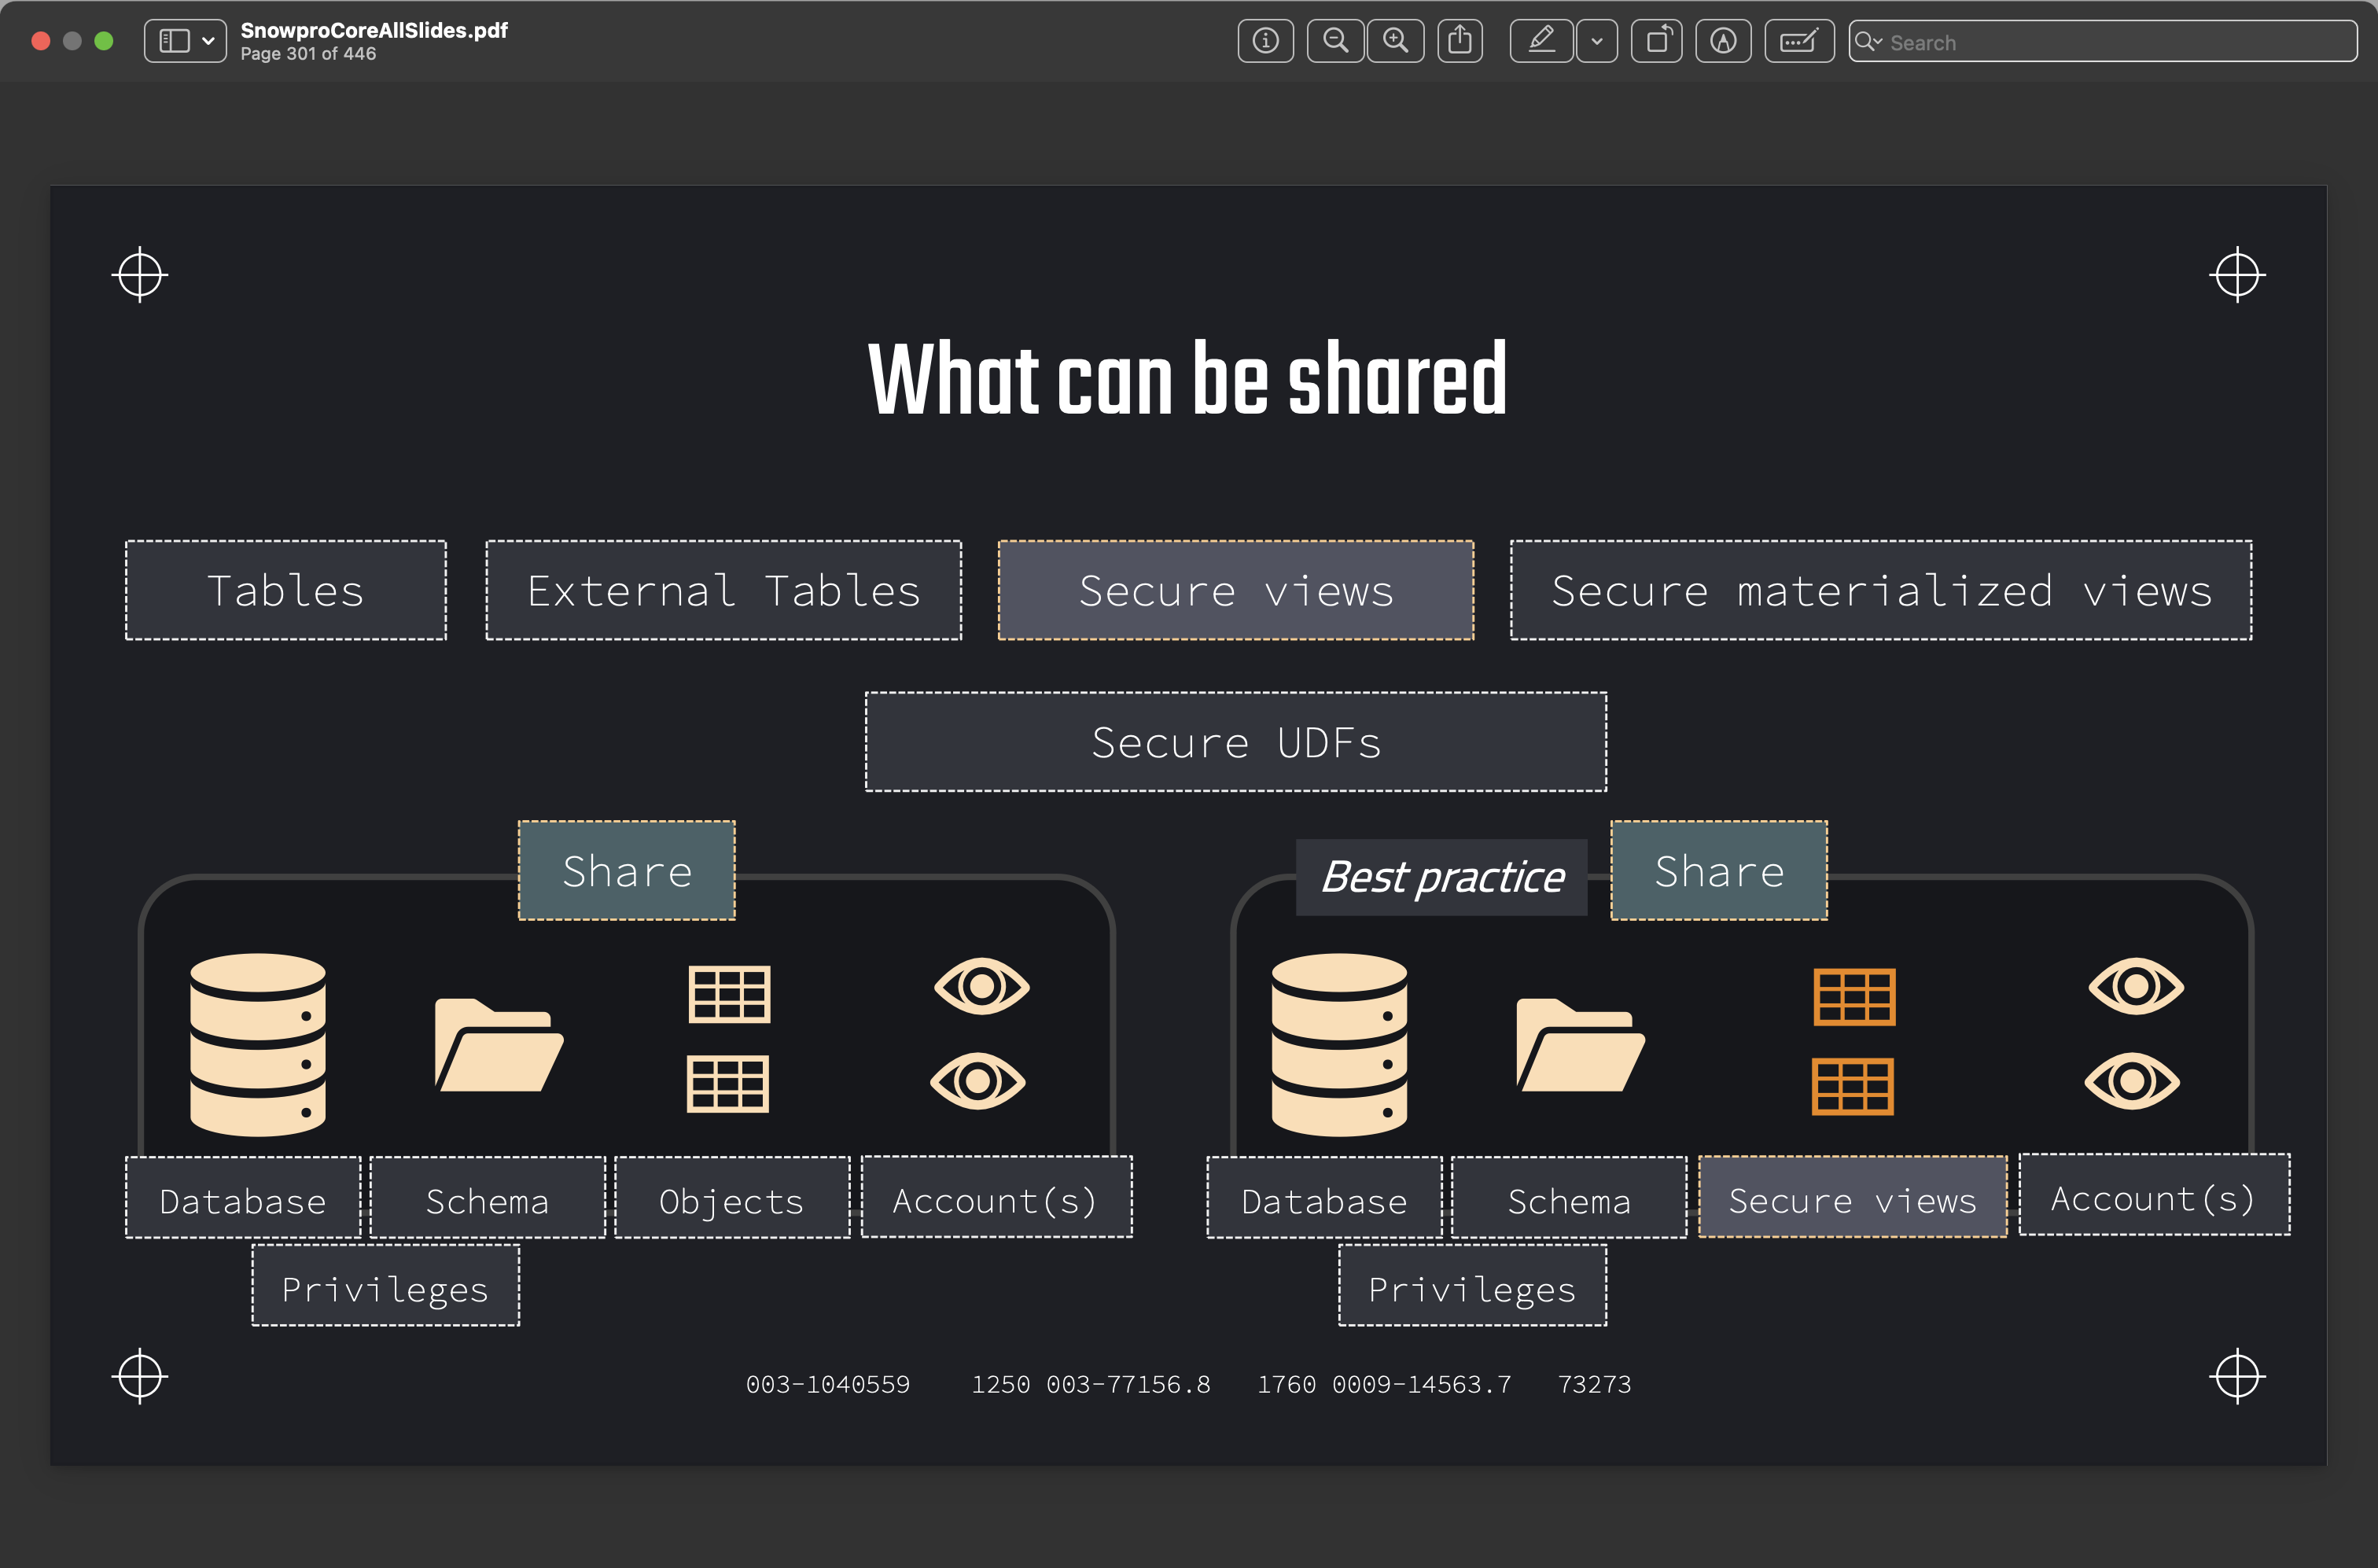 SnowproCoreAllSlides.pdf
Page 301 of 446
Search
What can be shared
Tables
External Tables
Secure views
Secure materialized views
Secure UDFs
Share
Best practice
Share
Database
Schema
Objects
Account(s)
Privileges
Database
Schema
Secure views
Account(s)
Privileges
003-1040559 1250 003-77156.8 1760 0009-14563.7 73273